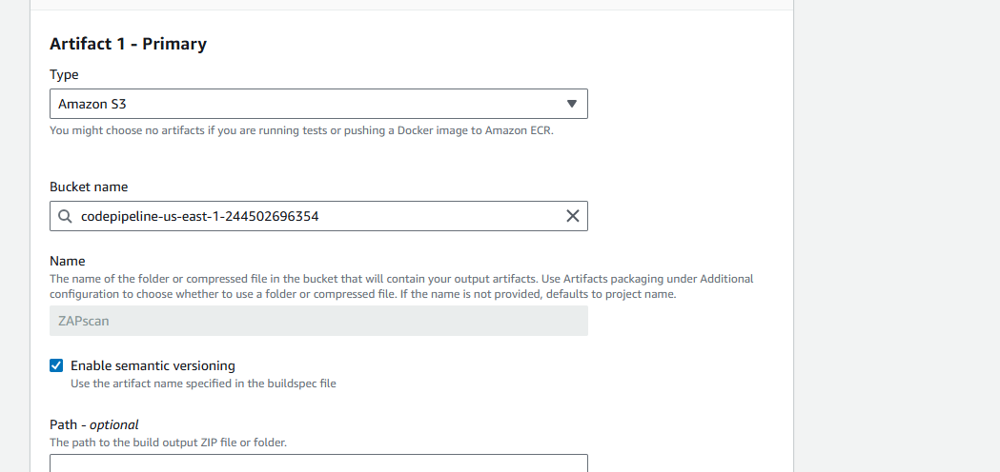 Artifact 1 - Primary
Type
Amazon S3
You might choose no artifacts if you are running tests or pushing a Docker image to Amazon ECR.
Bucket name
codepipeline-us-east-1-244502696354
Name
The name of the folder or compressed file in the bucket that will contain your output artifacts. Use Artifacts packaging under Additional
configuration to choose whether to use a folder or compressed file. If the name is not provided, defaults to project name.
ZAPscan
Enable semantic versioning
Use the artifact name specified in the buildspec file
Path - optional
The path to the build output ZIP file or folder.